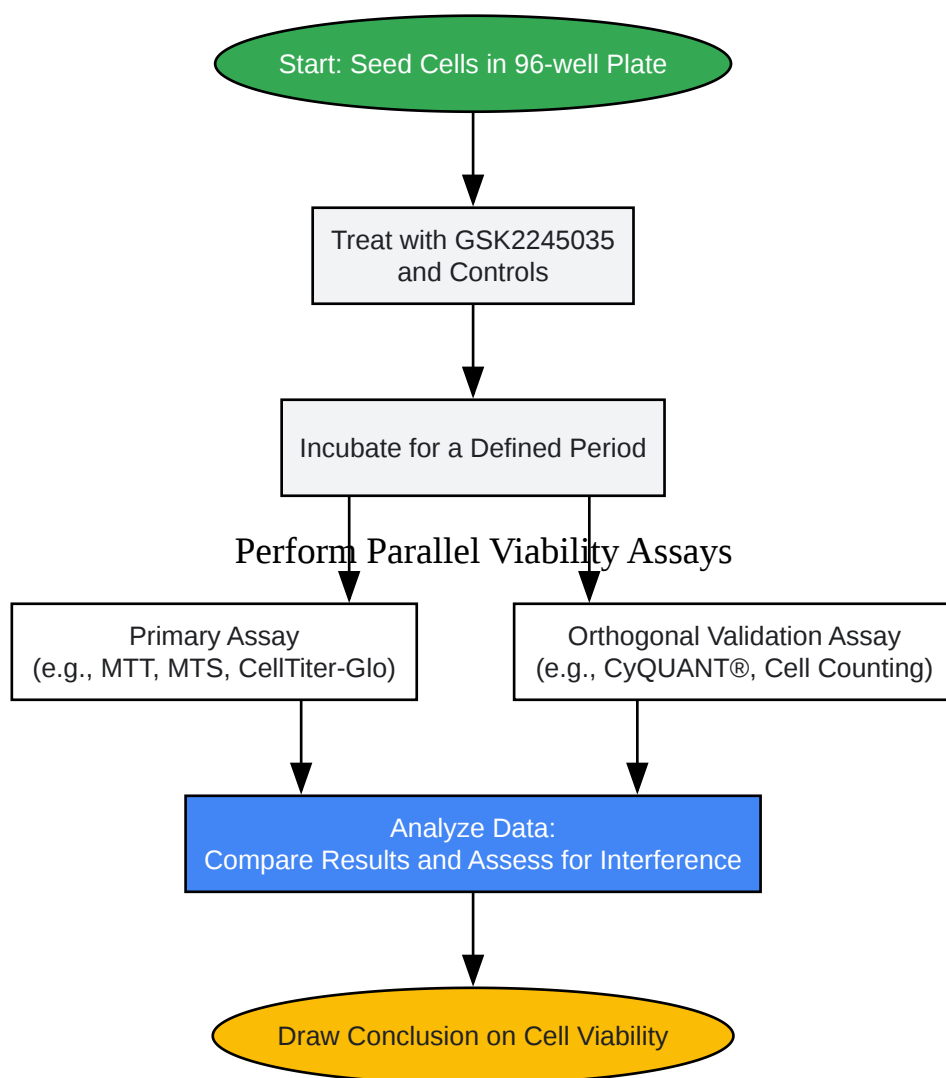 Start: Seed Cells in 96-well Plate
Treat with GSK2245035
and Controls
Incubate for a Defined Period
Perform Parallel Viability Assays
Primary Assay
(e.g., MTT, MTS, CellTiter-Glo)
Orthogonal Validation Assay
(e.g., CyQUANT®, Cell Counting)
Analyze Data:
Compare Results and Assess for Interference
Draw Conclusion on Cell Viability